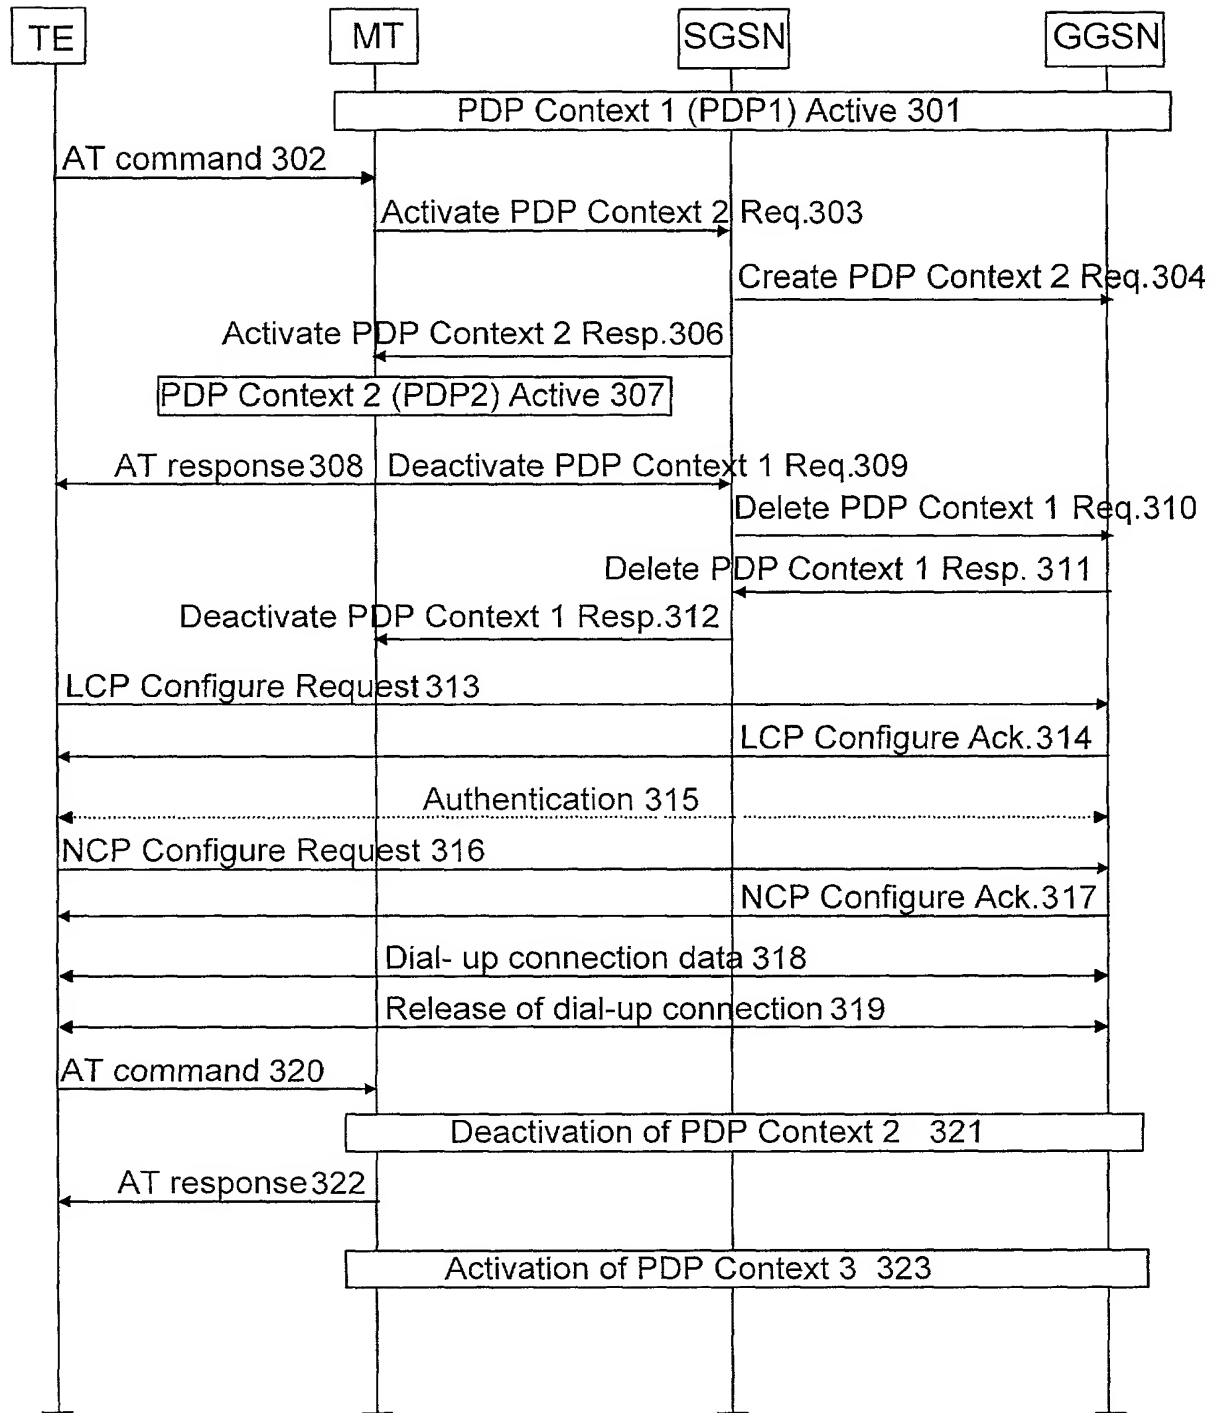 TE MT SGSN GGSN
PDP Context 1 (PDP1) Active 301
AT command 302
Activate PDP Context 2 Req.303
Create PDP Context 2 Req.304
Activate PDP Context 2 Resp.306
PDP Context 2 (PDP2) Active 307
AT response 308 Deactivate PDP Context 1 Req.309
Delete PDP Context 1 Req.310
Delete PDP Context 1 Resp. 311
Deactivate PDP Context 1 Resp.312
LCP Configure Request 313
LCP Configure Ack.314
Authentication 315
NCP Configure Request 316
NCP Configure Ack.317
Dial- up connection data 318
Release of dial-up connection 319
AT command 320
Deactivation of PDP Context 2 321
AT response 322
Activation of PDP Context 3 323